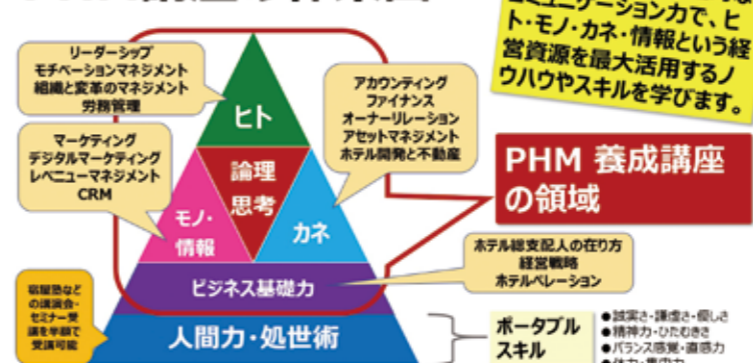 ミュニケーション力で、ヒ
ト・モノ・カネ・情報という経
営資源を最大活用するノ
ウハウやスキルを学びます。
リーダーシップ
モチベーションマネジメント
組織と変革のマネジメント
労務管理
アカウンティング
ファイナンス
オーナーリレーション
アセットマネジメント
ホテル開発と不動産
ヒト
マーケティング
デジタルマーケティング
レベニューマネジメント
CRM
論理
思考
モノ・
情報
カネ
PHM 養成講座
の領域
ホテル総支配人の在り方
経営戦略
ホテルペレーション
ビジネス基礎力
宿屋塾など
の講演会・
セミナー受
講を半額で
受講可能
人間力・処世術
ポータブル
スキル
●誠実さ・謙虚さ・優しさ
●精神力・ひたむきさ
●バランス感覚・直感力